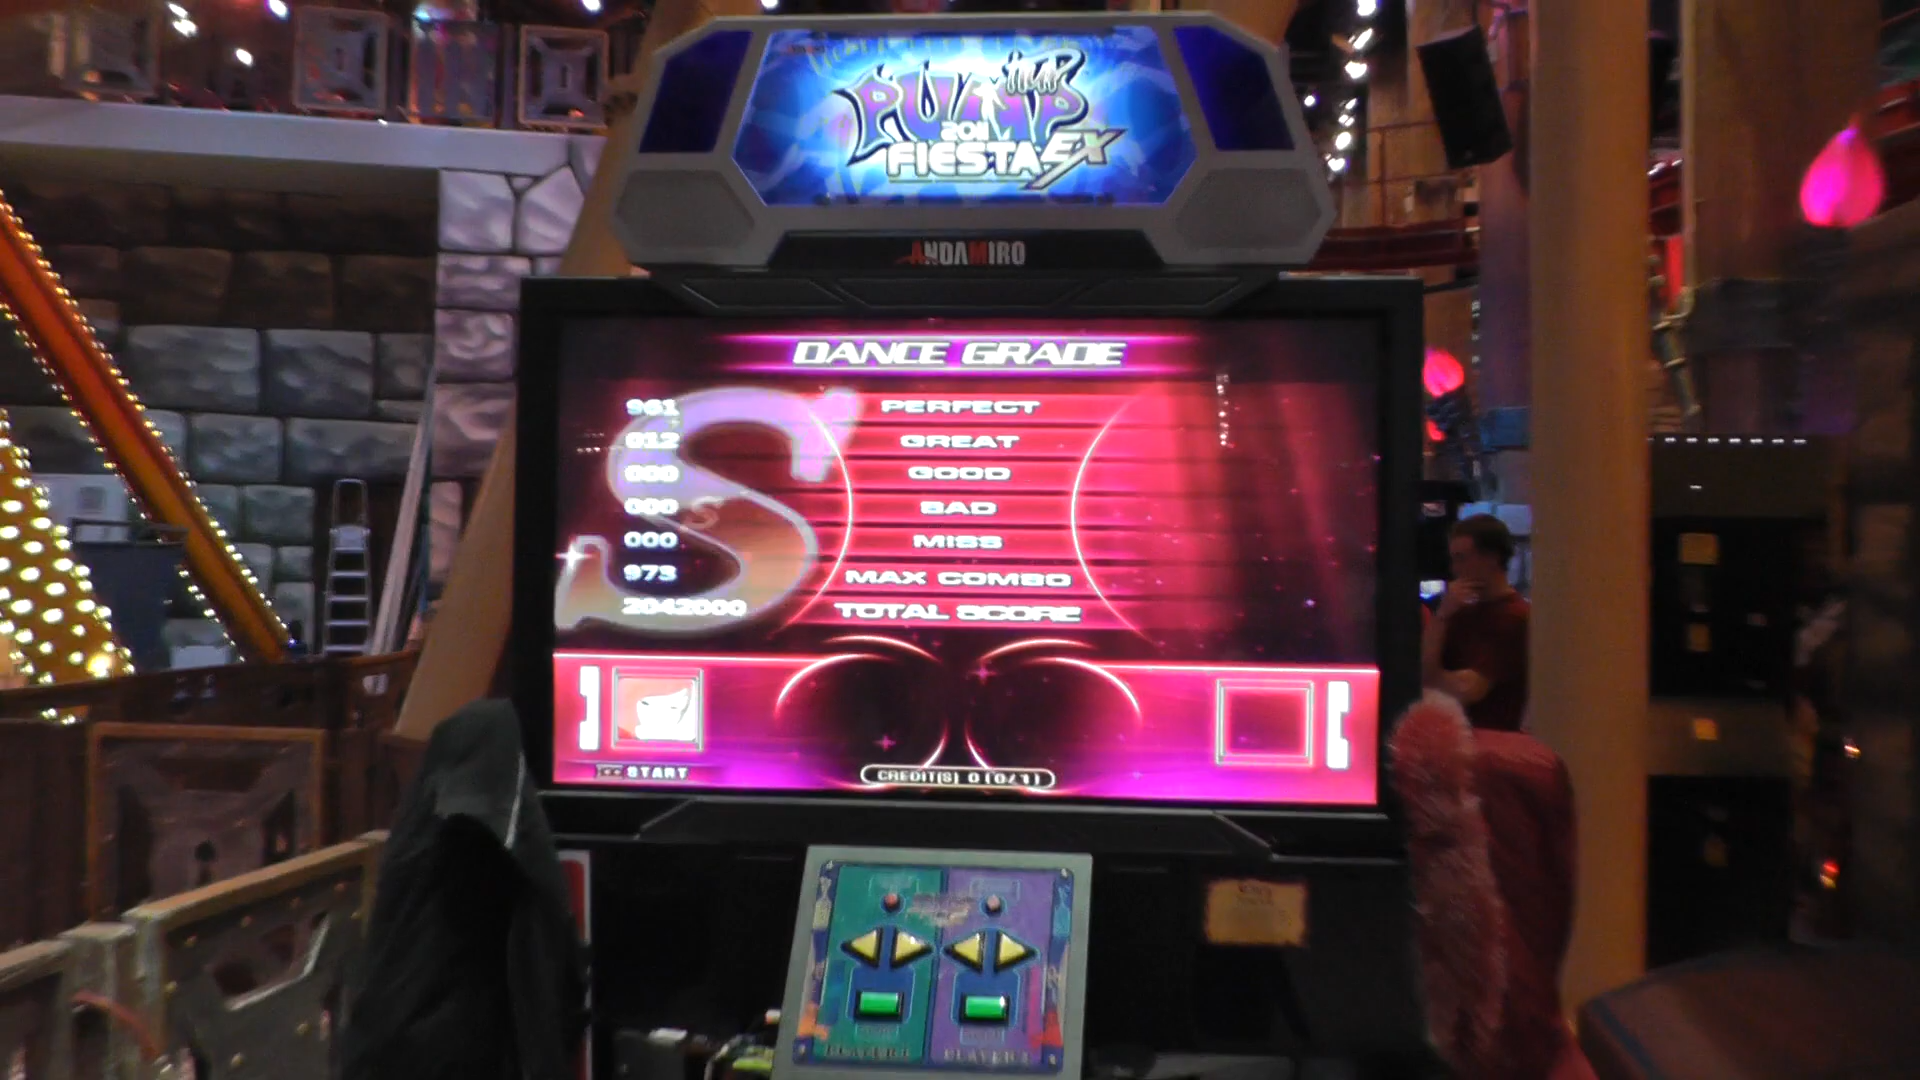 PUMP it UP
2011
FIESTA EX
ANDAMIRO
DANCE GRADE
961 PERFECT
012 GREAT
000 GOOD
000 BAD
000 MISS
973 MAX COMBO
2042000 TOTAL SCORE
START
CREDIT(S) 0 (0/1)